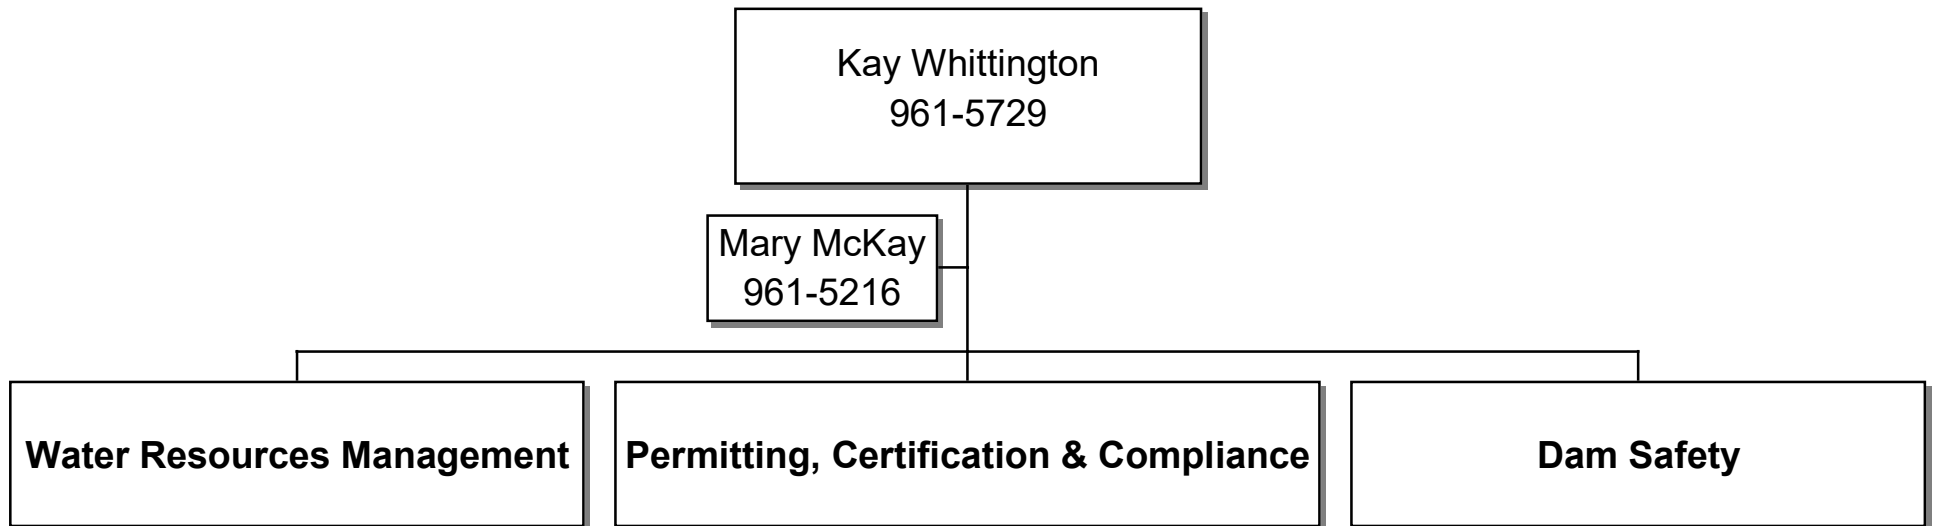 Kay Whittington
961-5729
Mary McKay
961-5216
Water Resources Management
Permitting, Certification & Compliance
Dam Safety